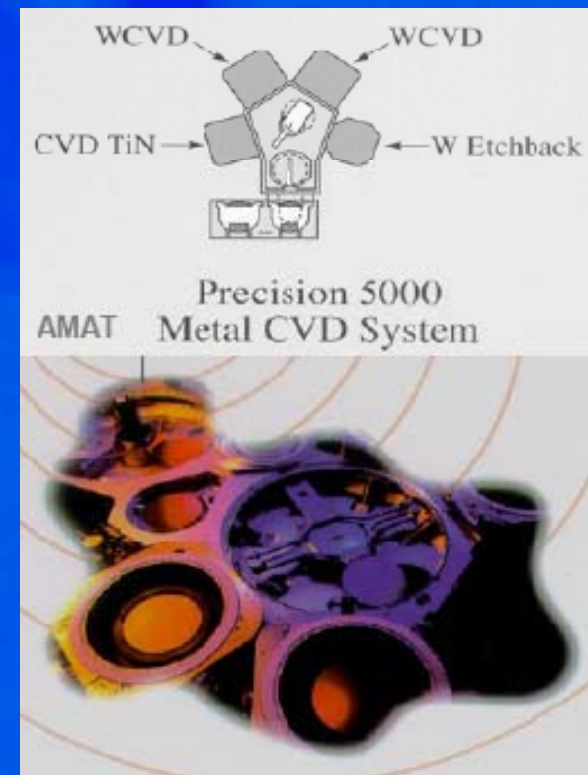 WCVD WCVD
CVD TiN W Etchback
Precision 5000
AMAT Metal CVD System